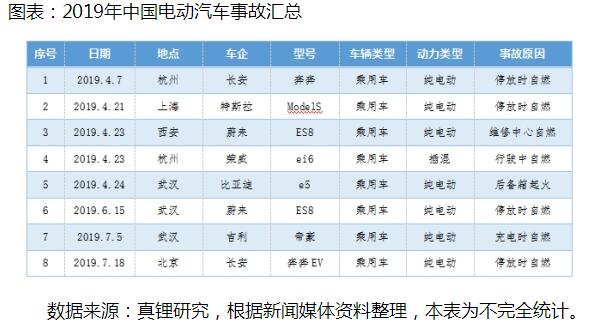 图表：2019年中国电动汽车事故汇总
序号 日期 地点 车企 型号 车辆类型 动力类型 事故原因
1 2019.4.7 杭州 长安 奔奔 乘用车 纯电动 停放时自燃
2 2019.4.21 上海 特斯拉 ModelS 乘用车 纯电动 停放时自燃
3 2019.4.23 西安 蔚来 ES8 乘用车 纯电动 维修中心自燃
4 2019.4.23 杭州 荣威 ei6 乘用车 插混 行驶中自燃
5 2019.4.24 武汉 比亚迪 e5 乘用车 纯电动 后备箱起火
6 2019.6.15 武汉 蔚来 ES8 乘用车 纯电动 停放时自燃
7 2019.7.5 武汉 吉利 帝豪 乘用车 纯电动 充电时自燃
8 2019.7.18 北京 长安 奔奔EV 乘用车 纯电动 停放时自燃
数据来源：真锂研究，根据新闻媒体资料整理，本表为不完全统计。